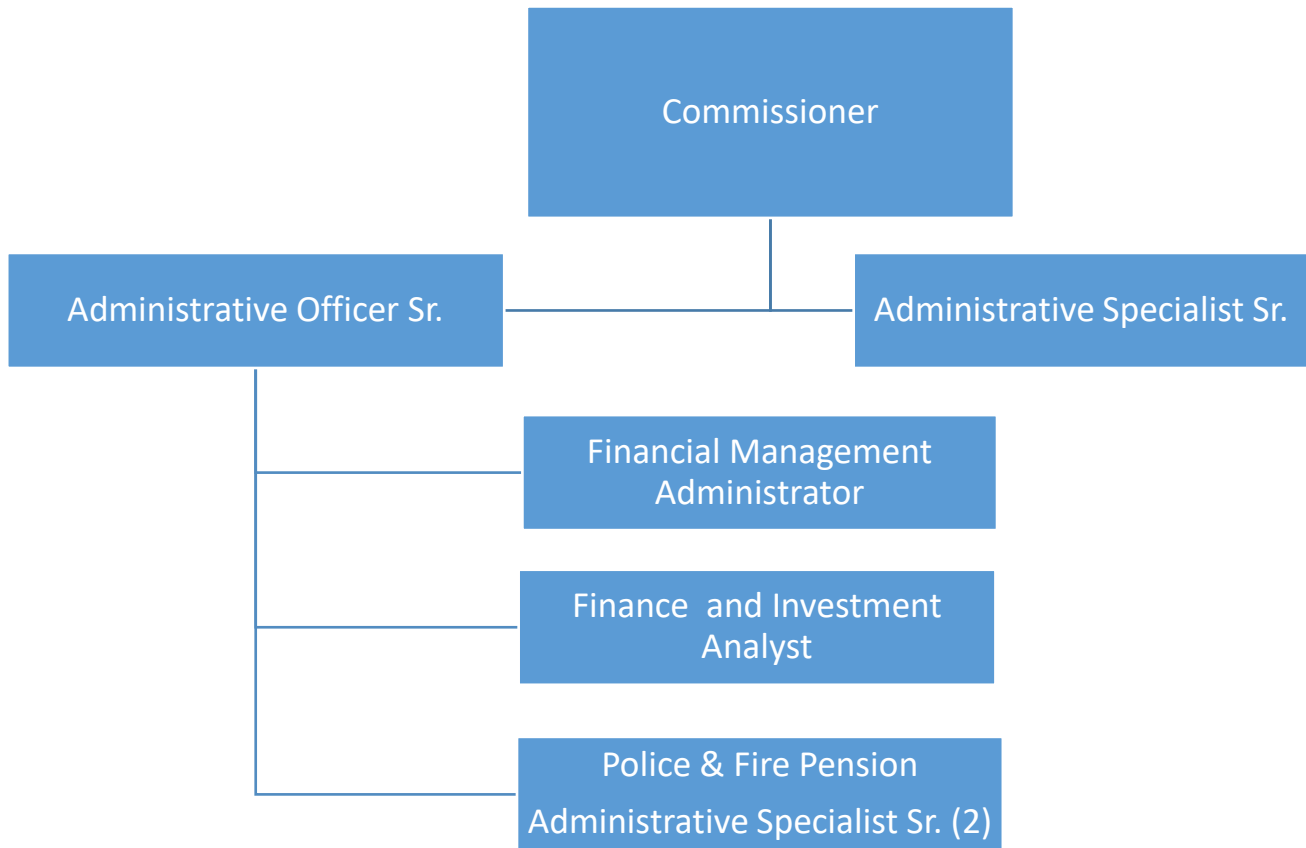 Commissioner
Administrative Officer Sr.
Administrative Specialist Sr.
Financial Management
Administrator
Finance  and Investment
Analyst
Police & Fire Pension
Administrative Specialist Sr. (2)